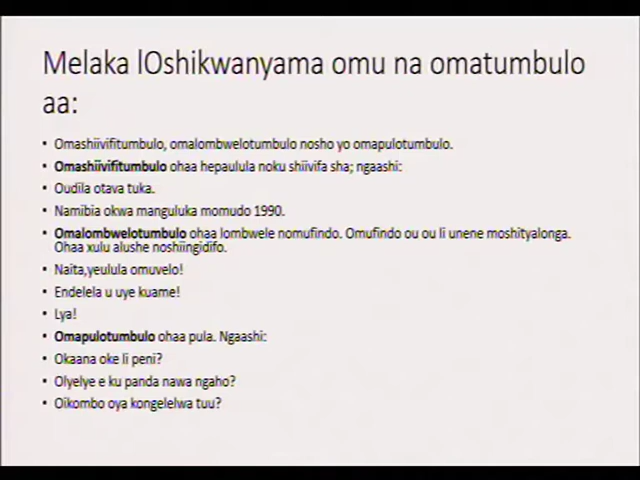 Melaka lOshikwanyama omu na omatumbulo
aa:
• Omashiivifitumbulo, omalombwelotumbulo nosho yo omapulotumbulo.
• Omashiivifitumbulo ohaa hepaulula noku shiivifa sha; ngaashi:
• Oudila otava tuka.
• Namibia okwa manguluka momudo 1990.
• Omalombwelotumbulo ohaa lombwele nomufindo. Omufindo ou ou li unene moshityalonga.
Ohaa xulu alushe noshiingidifo.
• Naita,yeulula omuvelo!
• Endelela u uye kuame!
• Lya!
• Omapulotumbulo ohaa pula. Ngaashi:
• Okaana oke li peni?
• Olyelye e ku panda nawa ngaho?
• Oikombo oya kongelelwa tuu?